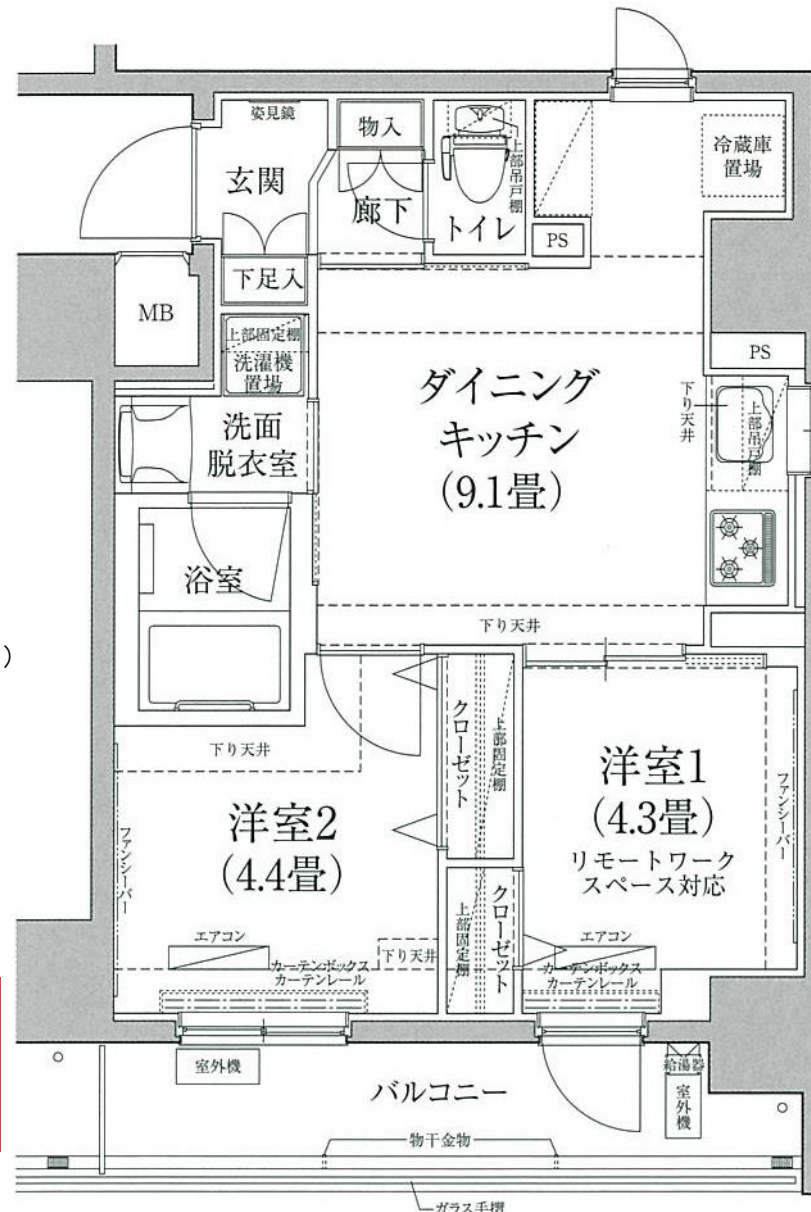 姿見鏡
物入
玄関
廊下
トイレ
上部吊戸棚
冷蔵庫
置場
PS
下足入
MB
上部固定棚
洗濯機
置場
PS
ダイニング
キッチン
(9.1畳)
下り天井
上部吊戸棚
洗面
脱衣室
浴室
下り天井
)
下り天井
クローゼット
上部固定棚
洋室1
(4.3畳)
リモートワーク
スペース対応
ファンシーバー
洋室2
(4.4畳)
ファンシーバー
エアコン
下り天井
カーテンボックス
カーテンレール
上部固定棚
クローゼット
エアコン
カーテンボックス
カーテンレール
室外機
バルコニー
給湯器
室外機
物干金物
ガラス手摺